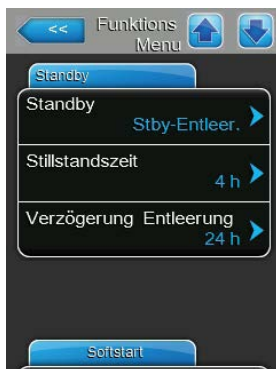 <<
Funktions
Menu
Standby
Standby
Stby-Entleer.
Stillstandszeit
4 h
Verzögerung Entleerung
24 h
Softstart